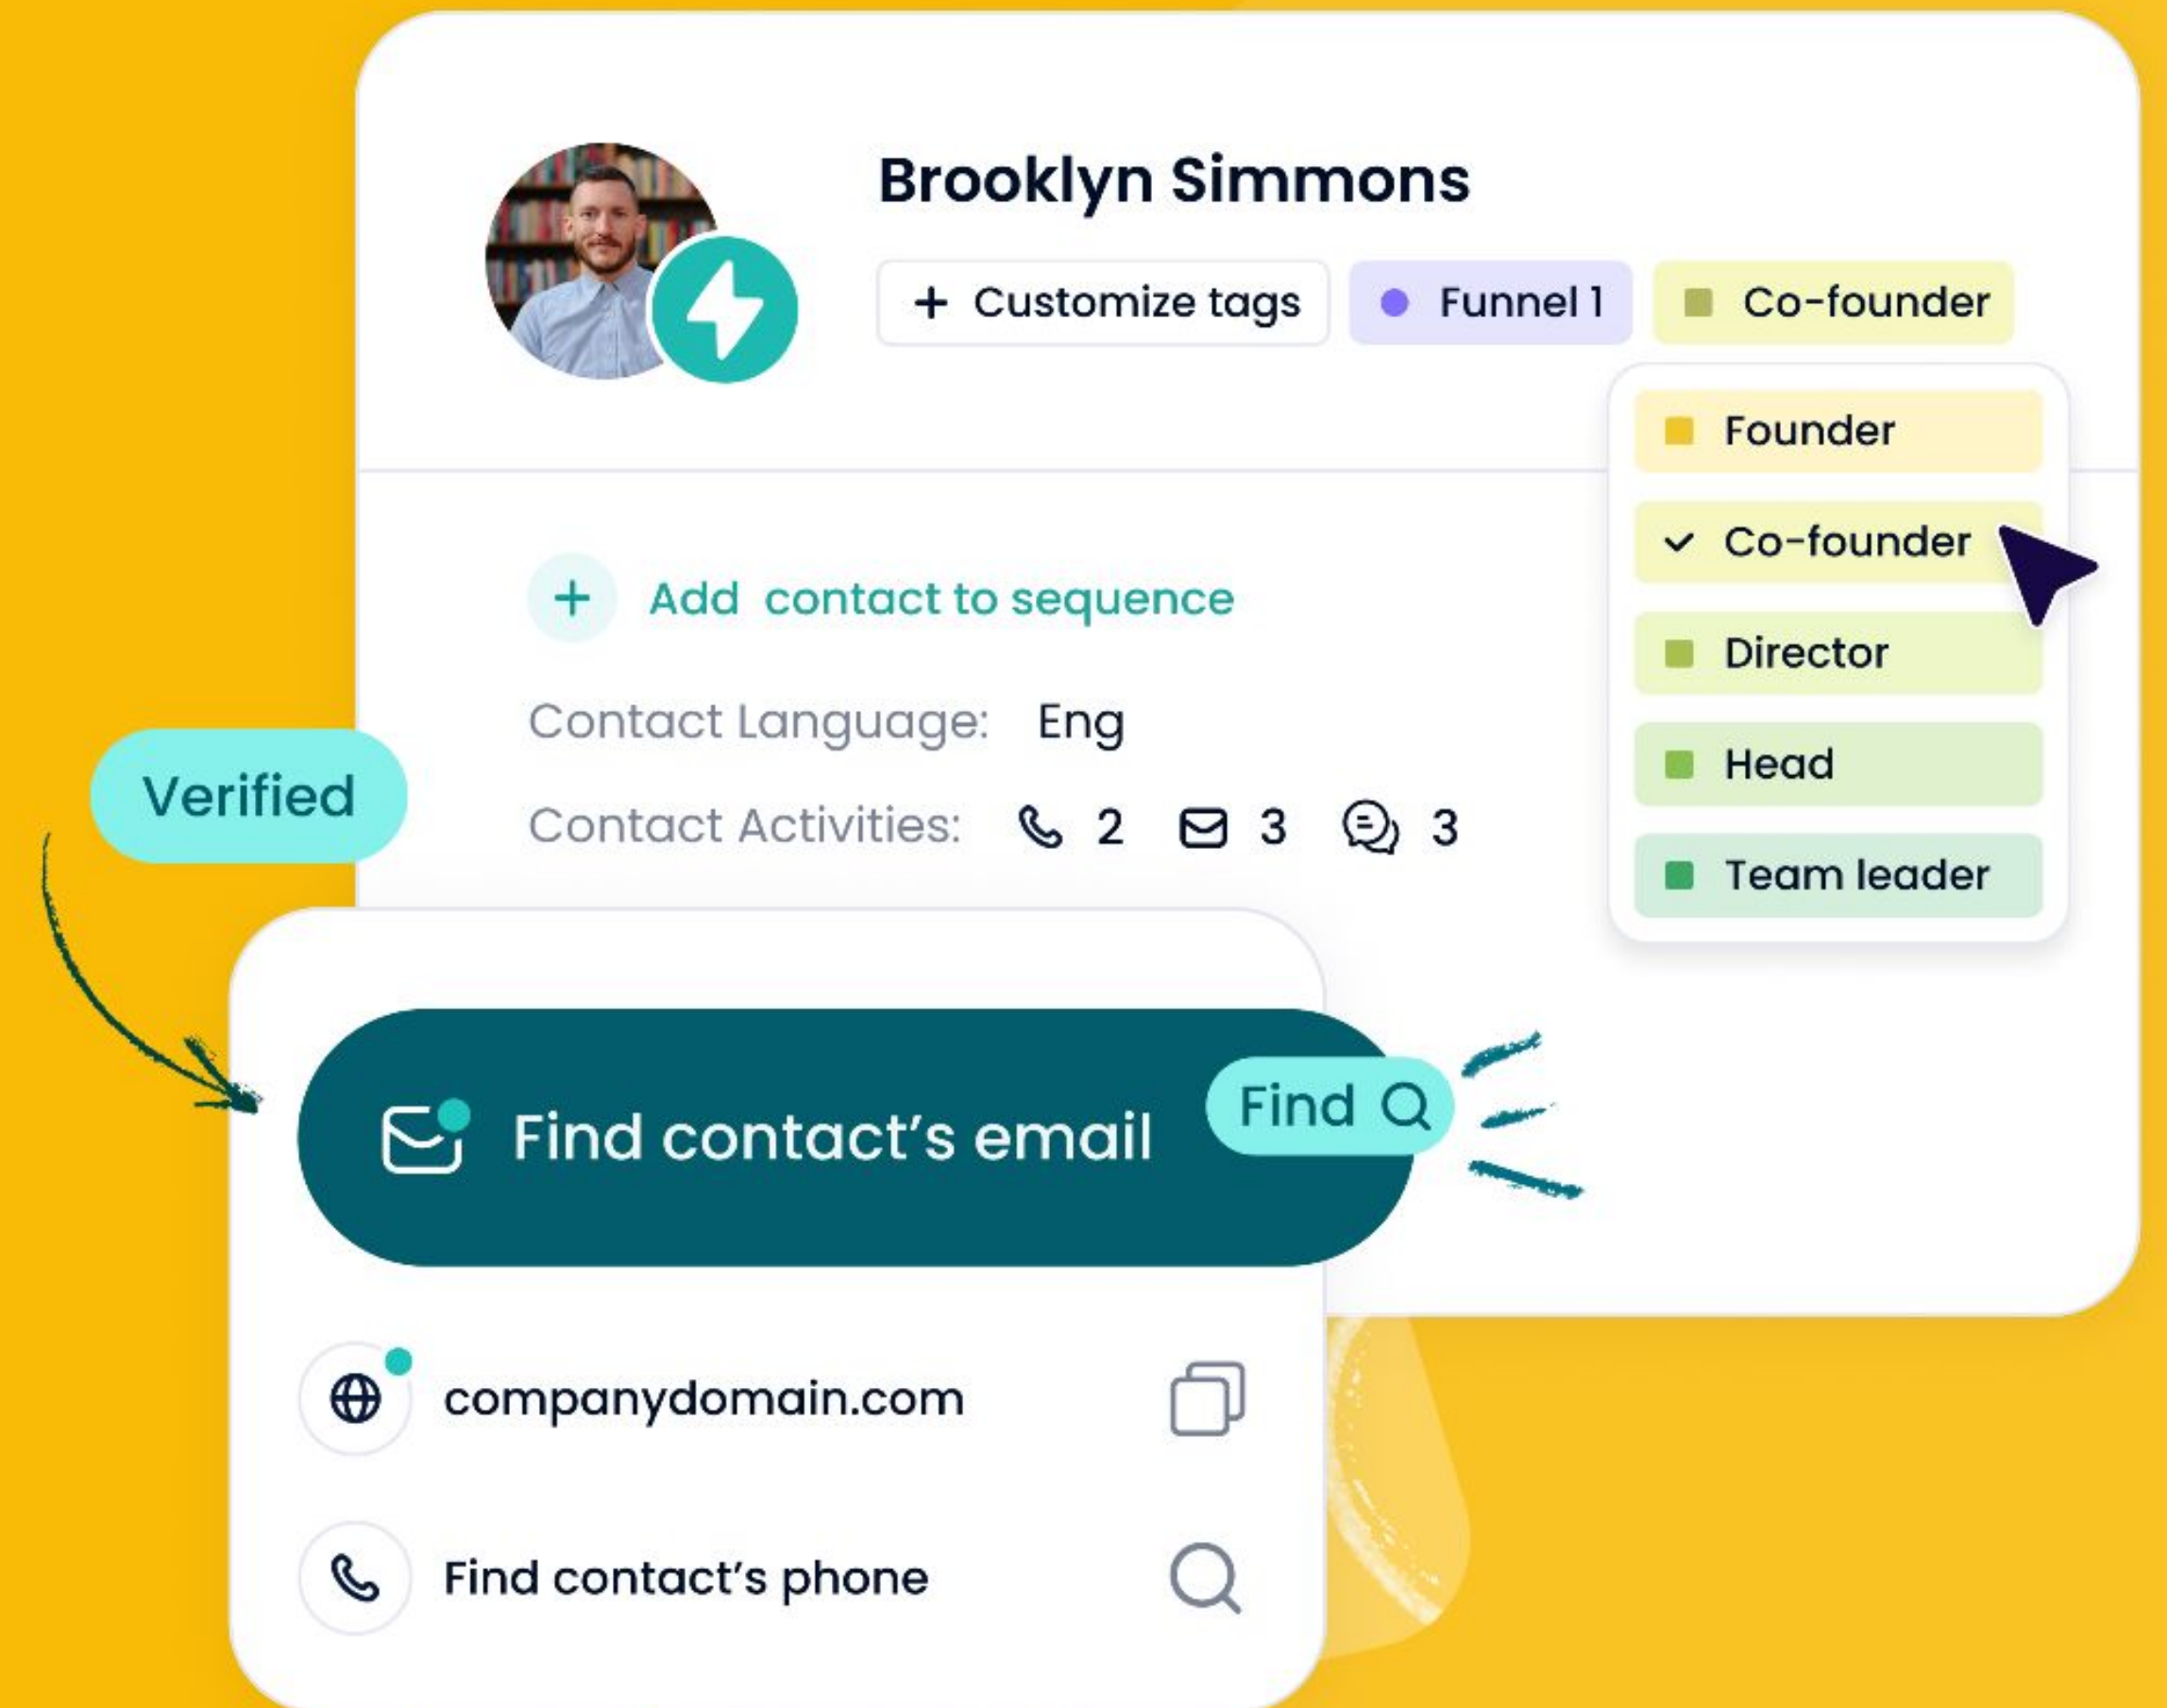 Brooklyn Simmons
+ Customize tags
Funnel 1
Co-founder
Founder
Co-founder
Director
Head
Team leader
+ Add contact to sequence
Contact Language: Eng
Contact Activities: 2 3 3
Verified
Find contact’s email
Find
companydomain.com
Find contact’s phone